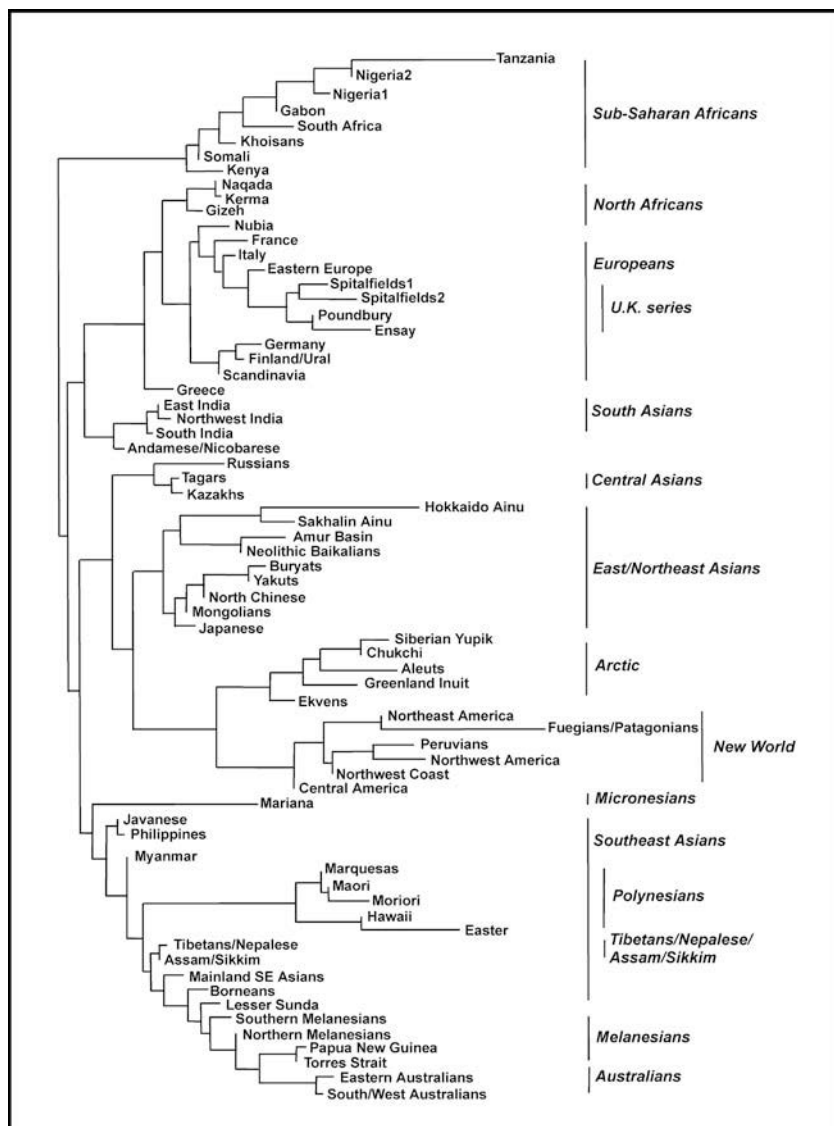 Tanzania
Nigeria2
Nigeria1
Gabon
South Africa
Khoisans
Somali
Kenya
Sub-Saharan Africans
Naqada
Kerma
Gizeh
North Africans
Nubia
France
Italy
Eastern Europe
Spitalfields1
Spitalfields2
Poundbury
Ensay
Germany
Finland/Ural
Scandinavia
Greece
Europeans
U.K. series
East India
Northwest India
South India
Andamese/Nicobarese
South Asians
Russians
Tagars
Kazakhs
Central Asians
Hokkaido Ainu
Sakhalin Ainu
Amur Basin
Neolithic Baikalians
Buryats
Yakuts
North Chinese
Mongolians
Japanese
East/Northeast Asians
Siberian Yupik
Chukchi
Aleuts
Greenland Inuit
Ekvens
Arctic
Northeast America
Fuegians/Patagonians
Peruvians
Northwest America
Northwest Coast
Central America
New World
Mariana
Micronesians
Javanese
Philippines
Myanmar
Southeast Asians
Marquesas
Maori
Moriori
Hawaii
Easter
Polynesians
Tibetans/Nepalese
Assam/Sikkim
Tibetans/Nepalese/
Assam/Sikkim
Mainland SE Asians
Borneans
Lesser Sunda
Southern Melanesians
Northern Melanesians
Papua New Guinea
Torres Strait
Melanesians
Eastern Australians
South/West Australians
Australians